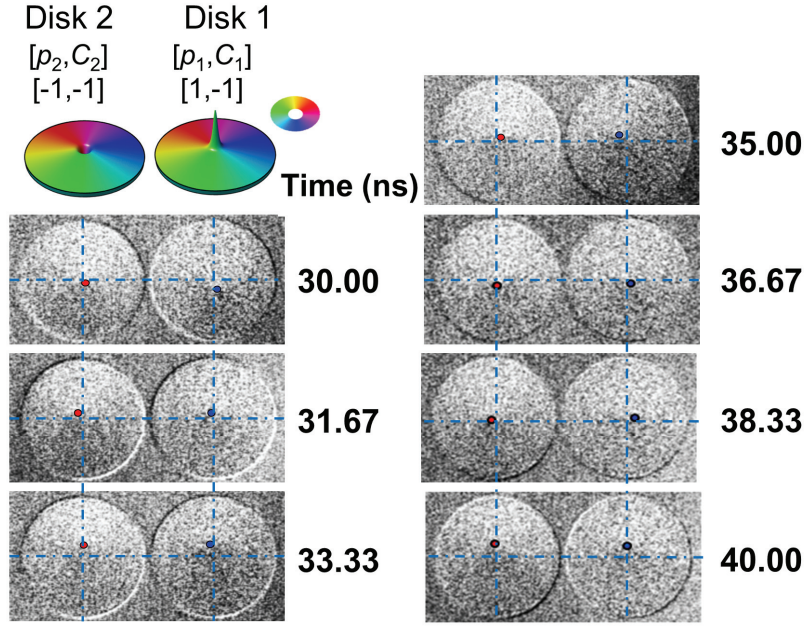 Disk 2 Disk 1
[p₂,C₂] [p₁,C₁]
[-1,-1] [1,-1]
Time (ns)
30.00
31.67
33.33
35.00
36.67
38.33
40.00